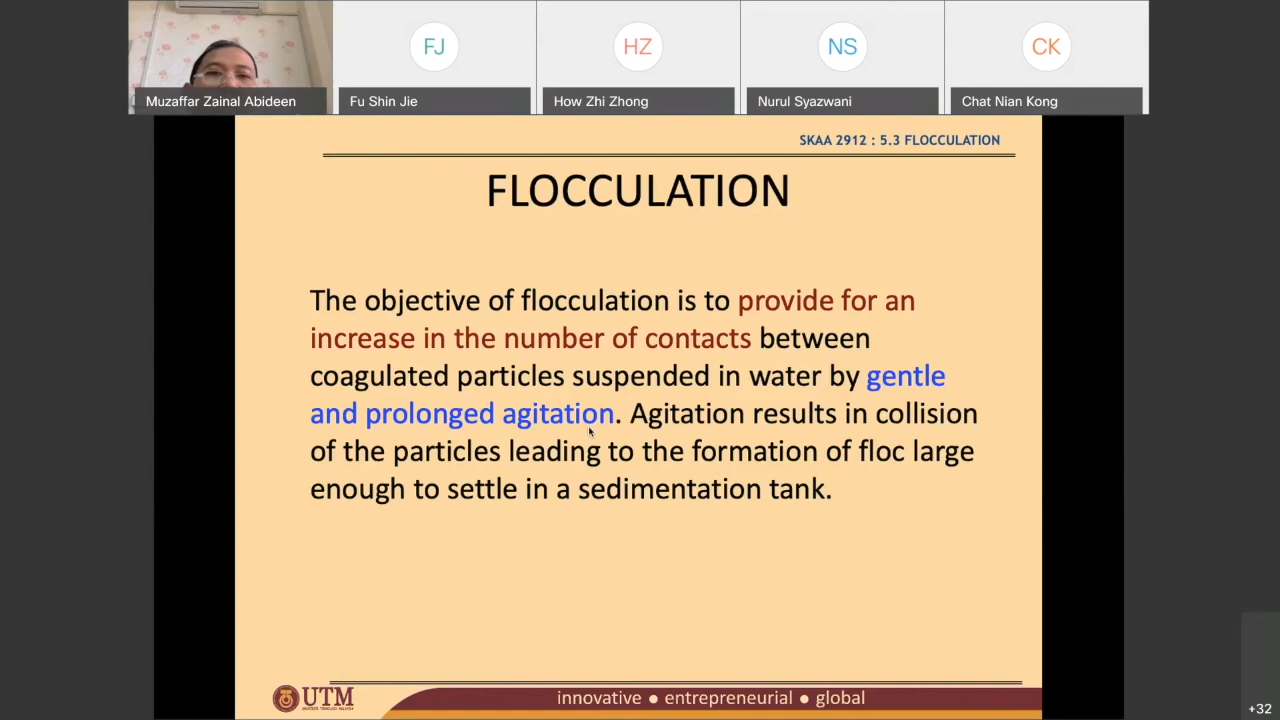 FJ
HZ
NS
CK
Muzaffar Zainal Abideen
Fu Shin Jie
How Zhi Zhong
Nurul Syazwani
Chat Nian Kong
SKAA 2912 : 5.3 FLOCCULATION
FLOCCULATION
The objective of flocculation is to provide for an
increase in the number of contacts between
coagulated particles suspended in water by gentle
and prolonged agitation. Agitation results in collision
of the particles leading to the formation of floc large
enough to settle in a sedimentation tank.
UTM
innovative ● entrepreneurial ● global
+32